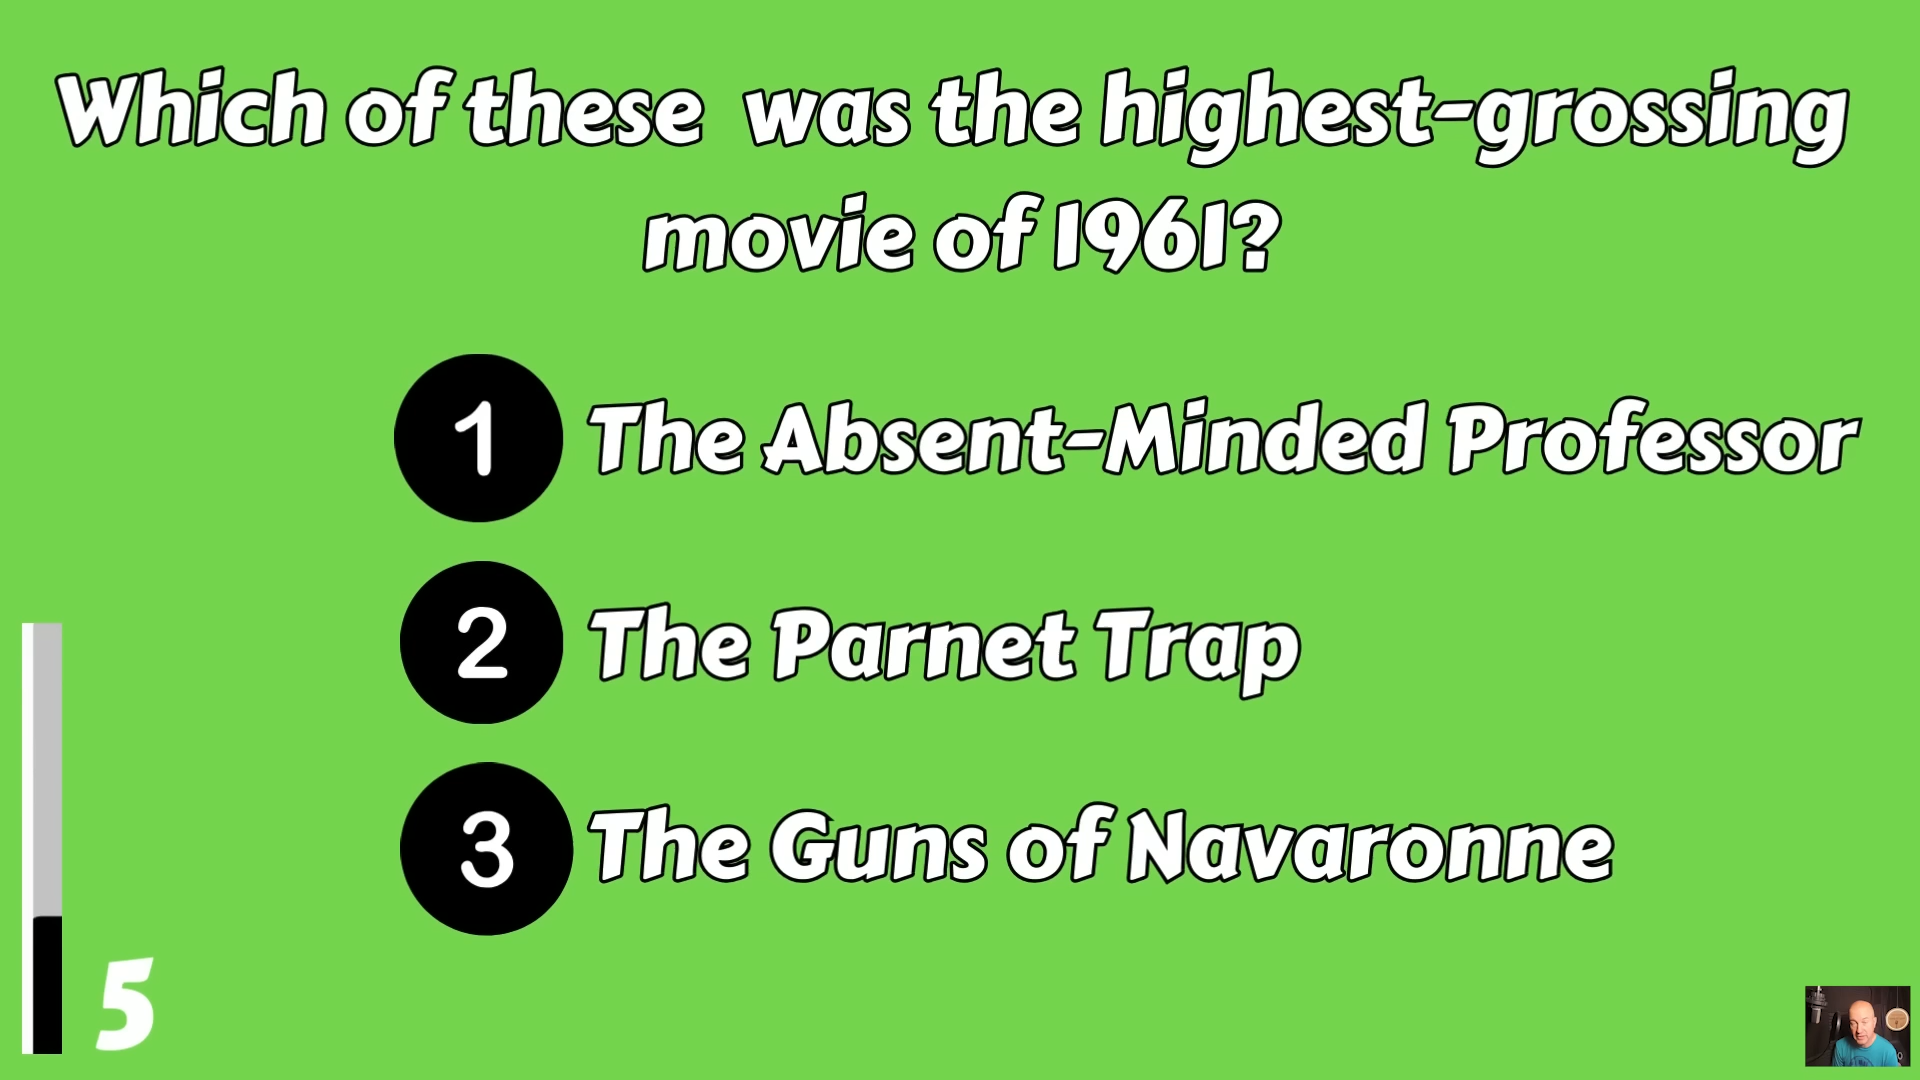 Which of these was the highest-grossing
movie of 1961?
1 The Absent-Minded Professor
2 The Parnet Trap
3 The Guns of Navaronne
5